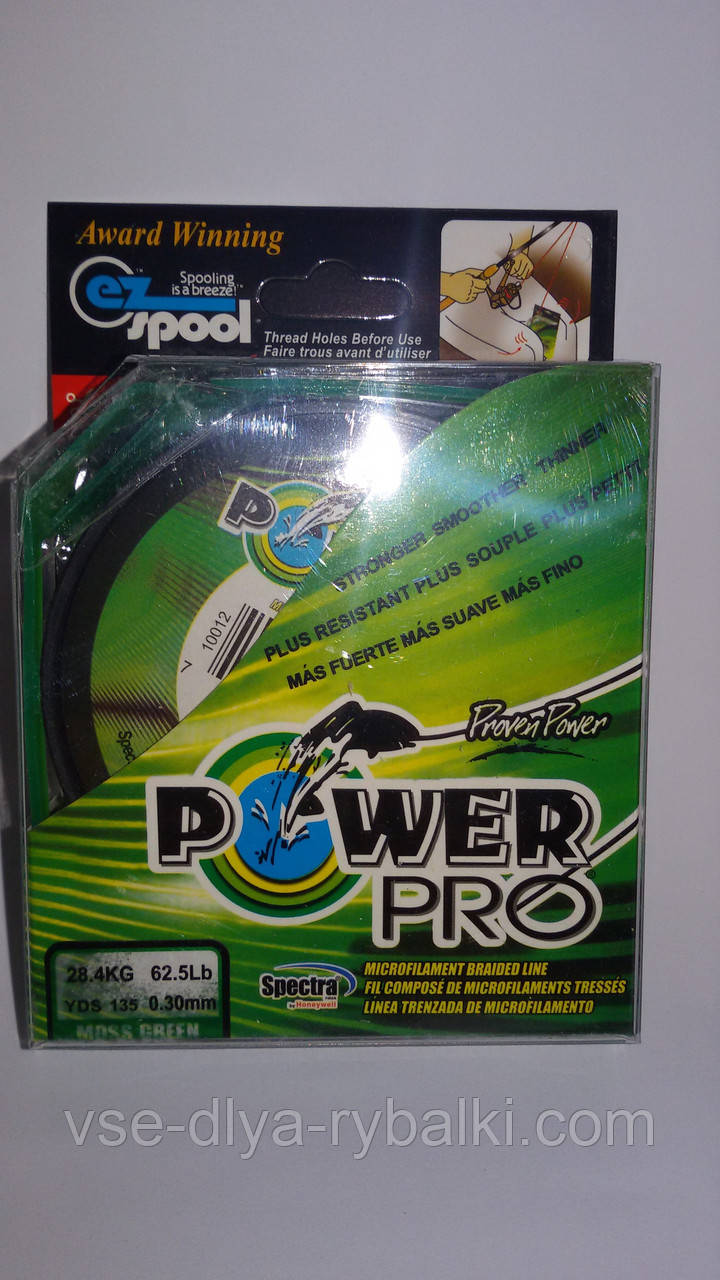 Award Winning
ez
spool
Spooling
is a breeze!
Thread Holes Before Use
Faire trous avant d'utiliser
POWER
STRONGER SMOOTHER THINNER
PLUS RESISTANT PLUS SOUPLE PLUS PETIT
MÁS FUERTE MÁS SUAVE MÁS FINO
V 10012
Proven Power
POWER
PRO
28.4KG 62.5Lb
YDS 135 0.30mm
MOSS GREEN
Spectra
FIBER
by Honeywell
MICROFILAMENT BRAIDED LINE
FIL COMPOSÉ DE MICROFILAMENTS TRESSÉS
LÍNEA TRENZADA DE MICROFILAMENTO
vse-dlya-rybalki.com